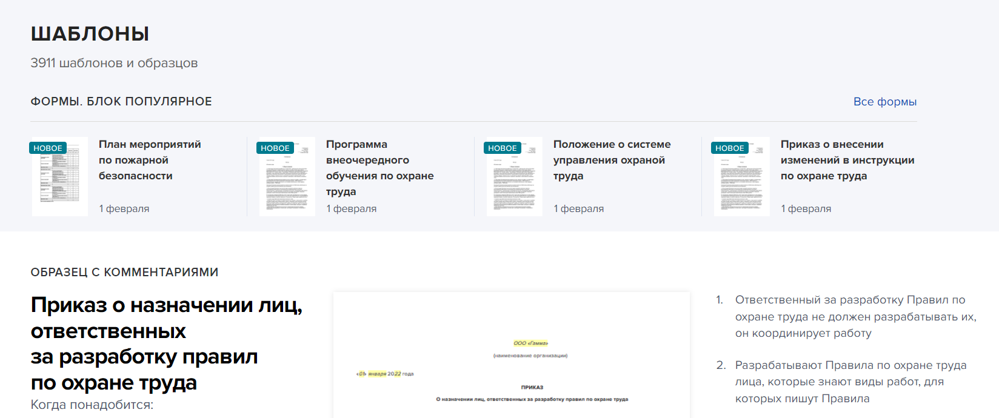 ШАБЛОНЫ
3911 шаблонов и образцов
ФОРМЫ. БЛОК ПОПУЛЯРНОЕ
Все формы
НОВОЕ
План мероприятий
по пожарной
безопасности
1 февраля
НОВОЕ
Программа
внеочередного
обучения по охране
труда
1 февраля
НОВОЕ
Положение о системе
управления охраной
труда
1 февраля
НОВОЕ
Приказ о внесении
изменений в инструкции
по охране труда
1 февраля
ОБРАЗЕЦ С КОММЕНТАРИЯМИ
Приказ о назначении лиц,
ответственных
за разработку правил
по охране труда
Когда понадобится:
ООО «Гамма»
(наименование организации)
«01» января 2022 года
ПРИКАЗ
О назначении лиц, ответственных за разработку правил по охране труда
1. Ответственный за разработку Правил по
охране труда не должен разрабатывать их,
он координирует работу
2. Разрабатывают Правила по охране труда
лица, которые знают виды работ, для
которых пишут Правила